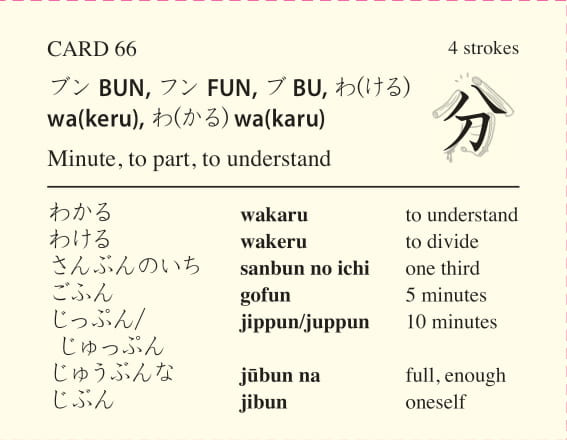 CARD 66 4 strokes
ブン BUN, フン FUN, ブ BU, わ(ける)
wa(keru), わ(かる) wa(karu)
分
Minute, to part, to understand
わかる wakaru to understand
わける wakeru to divide
さんぶんのいち sanbun no ichi one third
ごふん gofun 5 minutes
じっぷん/ jippun/juppun 10 minutes
じゅっぷん
じゅうぶんな jūbun na full, enough
じぶん jibun oneself